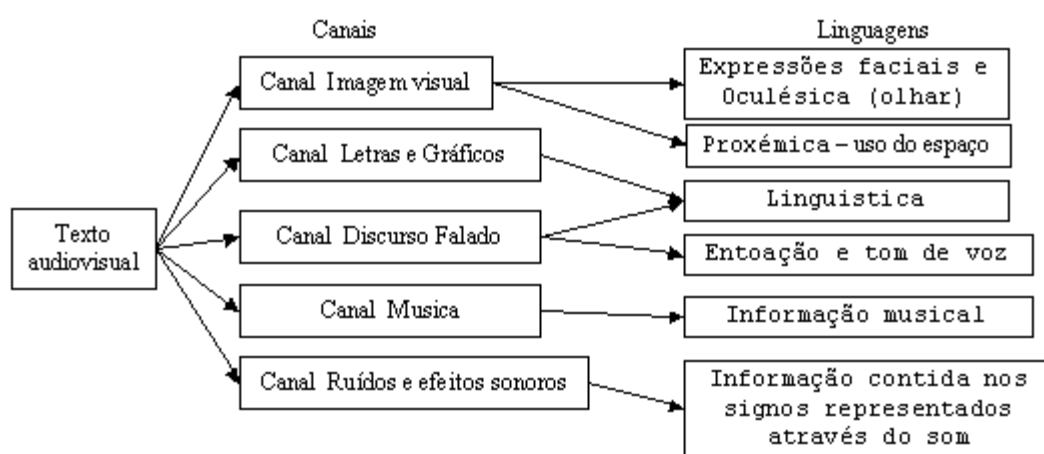 Canais
Linguagens
Canal Imagem visual
Expressões faciais e
Oculésica (olhar)
Proxémica – uso do espaço
Canal Letras e Gráficos
Linguistica
Texto
audiovisual
Canal Discurso Falado
Entoação e tom de voz
Canal Musica
Informação musical
Canal Ruídos e efeitos sonoros
Informação contida nos
signos representados
através do som